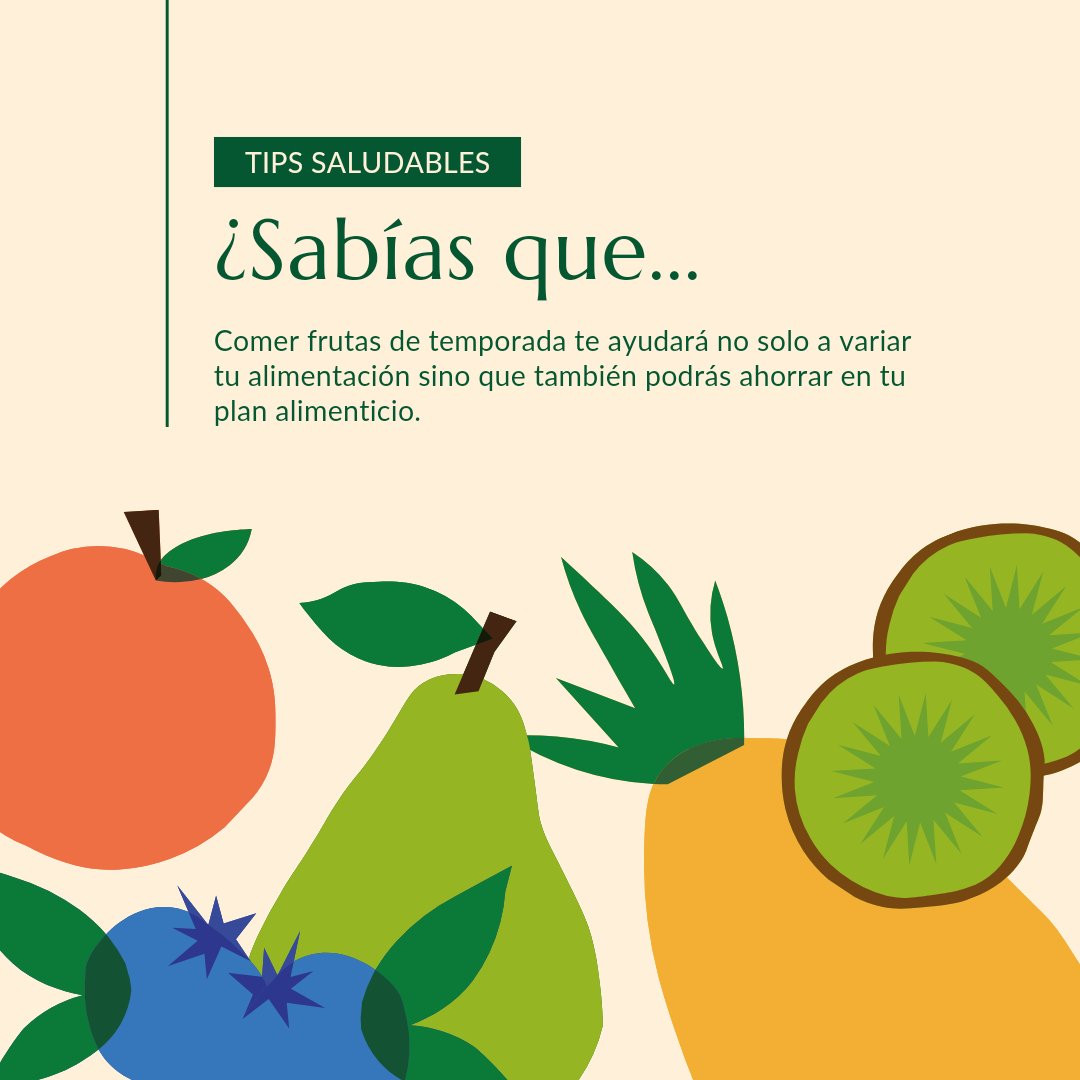 TIPS SALUDABLES
¿Sabías que...
Comer frutas de temporada te ayudará no solo a variar
tu alimentación sino que también podrás ahorrar en tu
plan alimenticio.